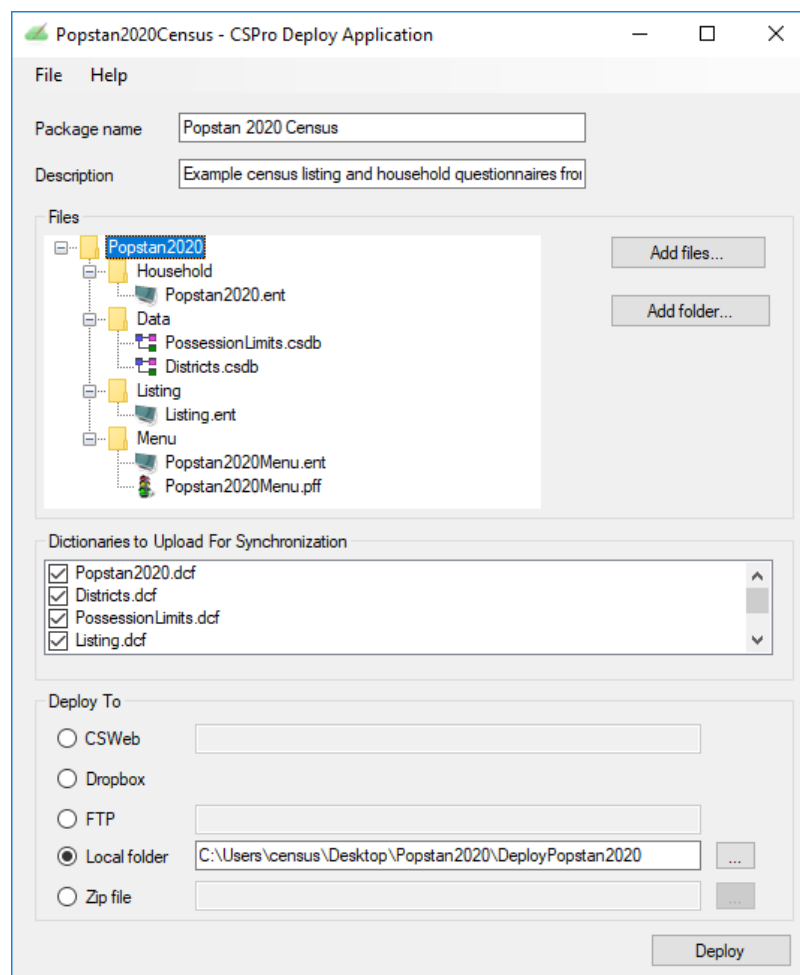 Popstan2020Census - CSPro Deploy Application
File Help
Package name Popstan 2020 Census
Description Example census listing and household questionnaires from
Files
Popstan2020
Add files...
Household
Popstan2020.ent
Add folder...
Data
PossessionLimits.csdb
Districts.csdb
Listing
Listing.ent
Menu
Popstan2020Menu.ent
Popstan2020Menu.pff
Dictionaries to Upload For Synchronization
Popstan2020.dcf
Districts.dcf
PossessionLimits.dcf
Listing.dcf
Deploy To
CSWeb
Dropbox
FTP
Local folder C:\Users\census\Desktop\Popstan2020\DeployPopstan2020 ...
Zip file ...
Deploy